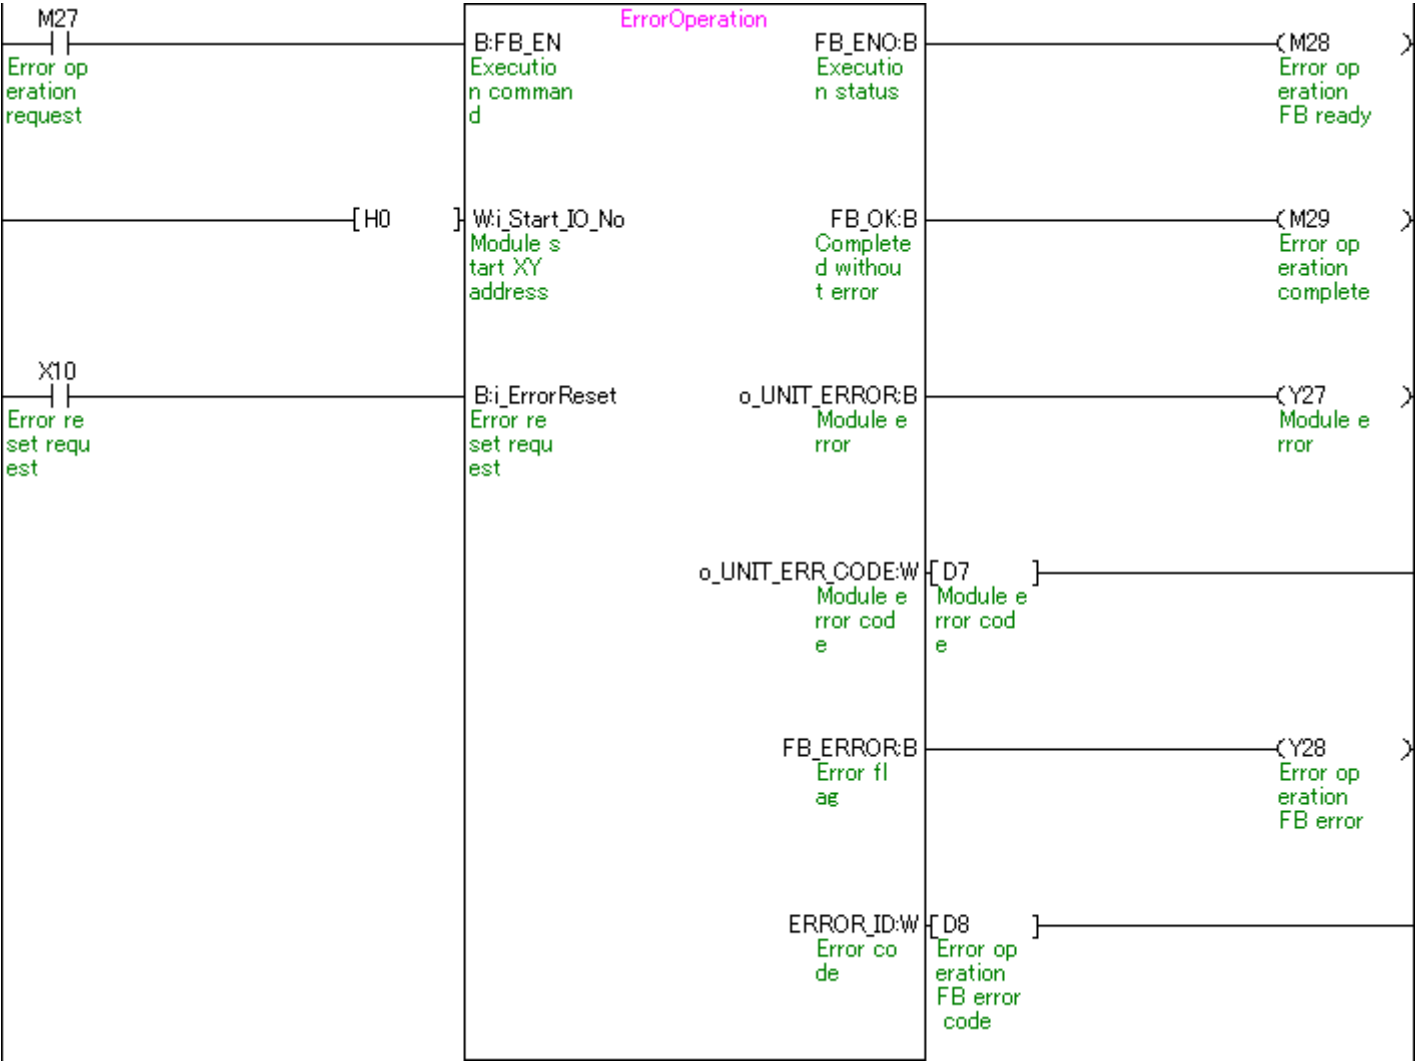 ErrorOperation
M27
B:FB_EN
FB_ENO:B
(M28 )
Error op
eration
request
Executio
n comman
d
Executio
n status
Error op
eration
FB ready
[H0 ]
W:i_Start_IO_No
FB_OK:B
(M29 )
Module s
tart XY
address
Complete
d withou
t error
Error op
eration
complete
X10
B:i_ErrorReset
o_UNIT_ERROR:B
(Y27 )
Error re
set requ
est
Error re
set requ
est
Module e
rror
Module e
rror
o_UNIT_ERR_CODE:W
[D7 ]
Module e
rror cod
e
Module e
rror cod
e
FB_ERROR:B
(Y28 )
Error fl
ag
Error op
eration
FB error
ERROR_ID:W
[D8 ]
Error co
de
Error op
eration
FB error
code